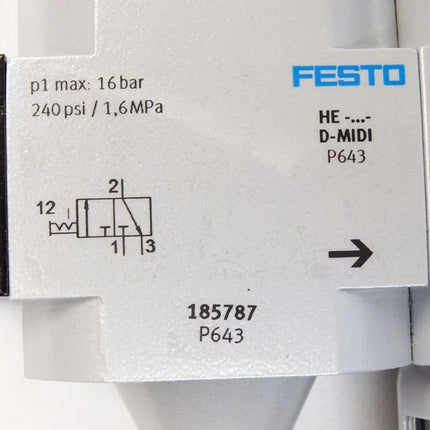 p1 max: 16 bar
240 psi / 1,6 MPa
FESTO
HE -...-
D-MIDI
P643
2
12
1 3
185787
P643